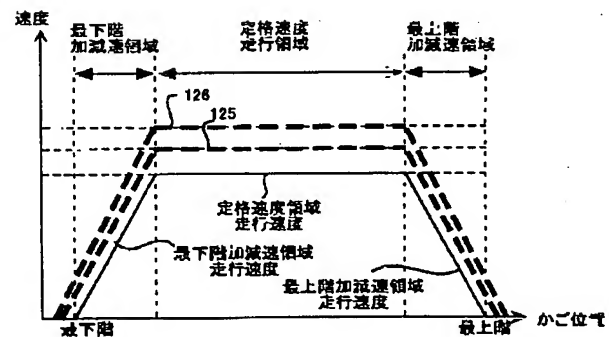 速度
最下階
加減速領域
定格速度
走行領域
最上階
加減速領域
126
125
定格速度領域
走行速度
最下階加減速領域
走行速度
最上階加減速領域
走行速度
最下階
最上階
かご位置